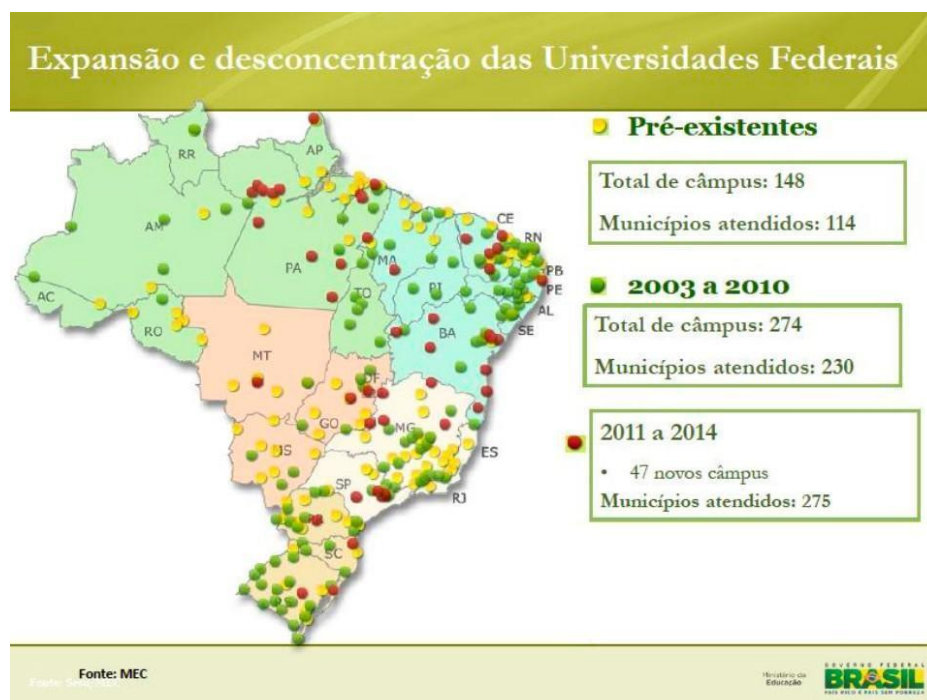 Expansão e desconcentração das Universidades Federais
Pré-existentes
Total de câmpus: 148
Municípios atendidos: 114
2003 a 2010
Total de câmpus: 274
Municípios atendidos: 230
2011 a 2014
• 47 novos câmpus
Municípios atendidos: 275
RR
AP
AM
PA
MA
CE
RN
PB
PE
AL
SE
PI
AC
TO
RO
BA
MT
DF
GO
MG
MS
ES
SP
RJ
SC
Fonte: MEC
Ministério da
Educação
GOVERNO FEDERAL
BRASIL
PAÍS RICO É PAÍS SEM POBREZA